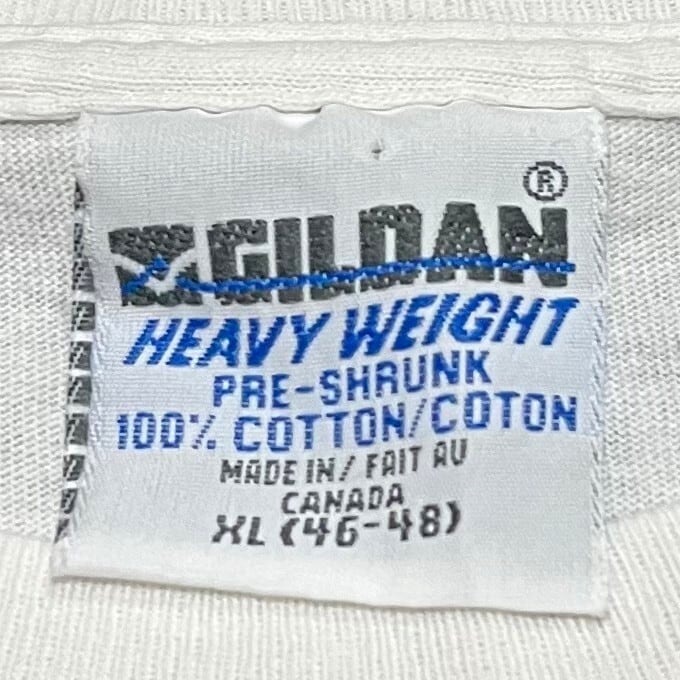 ®
GILDAN
HEAVY WEIGHT
PRE-SHRUNK
100% COTTON/COTON
MADE IN/ FAIT AU
CANADA
XL (46-48)